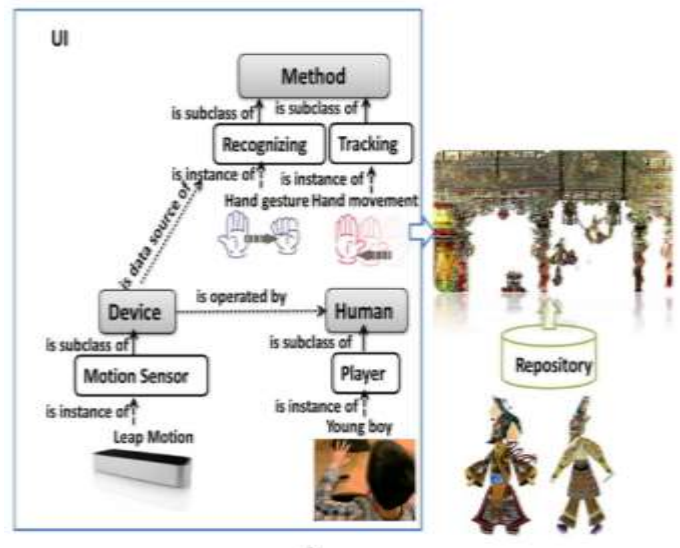 UI
Method
is subclass of
is subclass of
Recognizing
Tracking
is instance of
is instance of
Hand gesture
Hand movement
is data source of
Device
is operated by
Human
is subclass of
is subclass of
Motion Sensor
Player
is instance of
is instance of
Leap Motion
Young boy
Repository